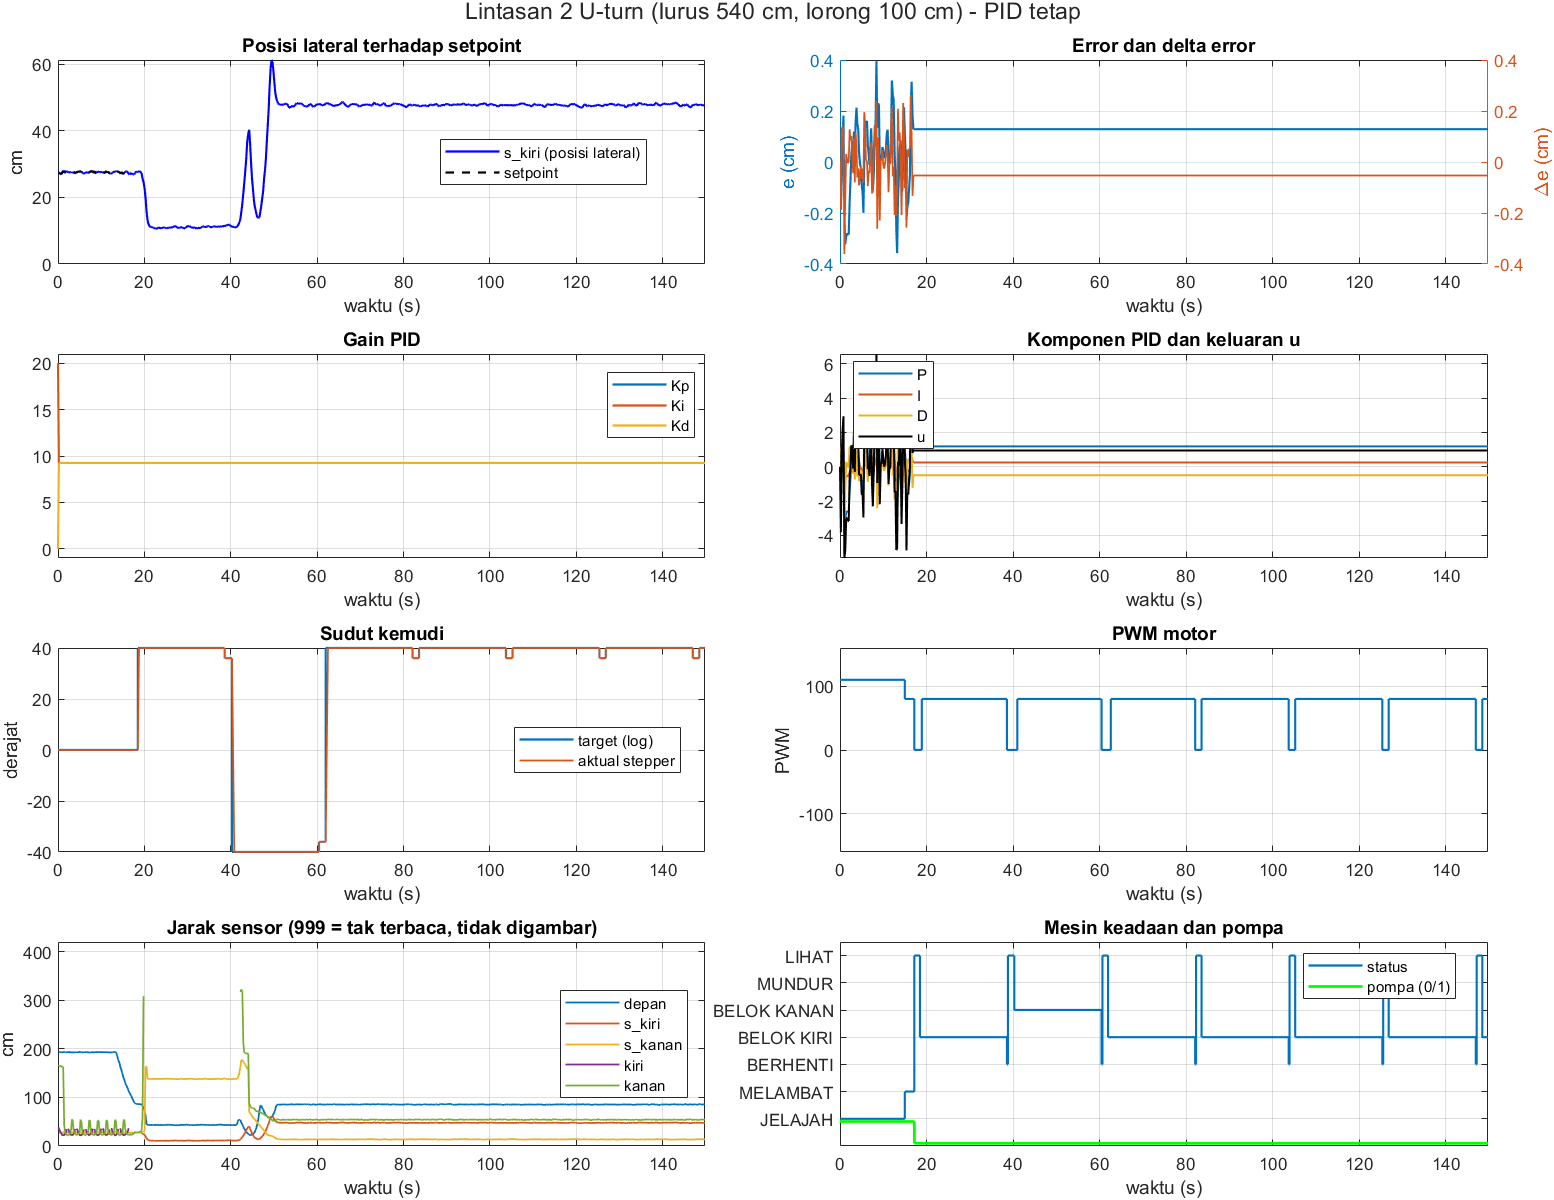 Lintasan 2 U-turn (lurus 540 cm, lorong 100 cm) - PID tetap
Posisi lateral terhadap setpoint
60
40
20
0
cm
s_kiri (posisi lateral)
setpoint
0 20 40 60 80 100 120 140
waktu (s)
Error dan delta error
0.4
0.2
0
-0.2
-0.4
e (cm)
0.4
0.2
0
-0.2
-0.4
Δe (cm)
0 20 40 60 80 100 120 140
waktu (s)
Gain PID
20
15
10
5
0
Kp
Ki
Kd
0 20 40 60 80 100 120 140
waktu (s)
Komponen PID dan keluaran u
6
4
2
0
-2
-4
P
I
D
u
0 20 40 60 80 100 120 140
waktu (s)
Sudut kemudi
40
20
0
-20
-40
derajat
target (log)
aktual stepper
0 20 40 60 80 100 120 140
waktu (s)
PWM motor
100
0
-100
PWM
0 20 40 60 80 100 120 140
waktu (s)
Jarak sensor (999 = tak terbaca, tidak digambar)
400
300
200
100
0
cm
depan
s_kiri
s_kanan
kiri
kanan
0 20 40 60 80 100 120 140
waktu (s)
Mesin keadaan dan pompa
LIHAT
MUNDUR
BELOK KANAN
BELOK KIRI
BERHENTI
MELAMBAT
JELAJAH
status
pompa (0/1)
0 20 40 60 80 100 120 140
waktu (s)